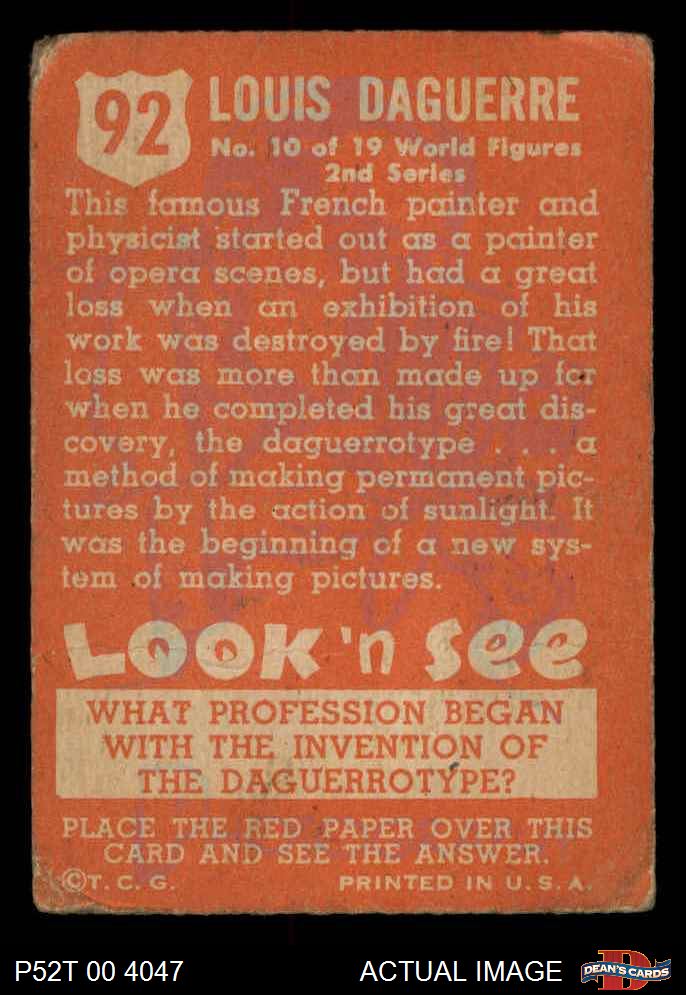 92
LOUIS DAGUERRE
No. 10 of 19 World Figures
2nd Series
This famous French painter and
physicist started out as a painter
of opera scenes, but had a great
loss when an exhibition of his
work was destroyed by fire! That
loss was more than made up for
when he completed his great dis-
covery, the daguerrotype . . . a
method of making permanent pic-
tures by the action of sunlight. It
was the beginning of a new sys-
tem of making pictures.
LOOK 'n SEE
WHAT PROFESSION BEGAN
WITH THE INVENTION OF
THE DAGUERROTYPE?
PLACE THE RED PAPER OVER THIS
CARD AND SEE THE ANSWER.
©T. C. G. PRINTED IN U. S. A.
P52T 00 4047 ACTUAL IMAGE D DEAN'S CARDS